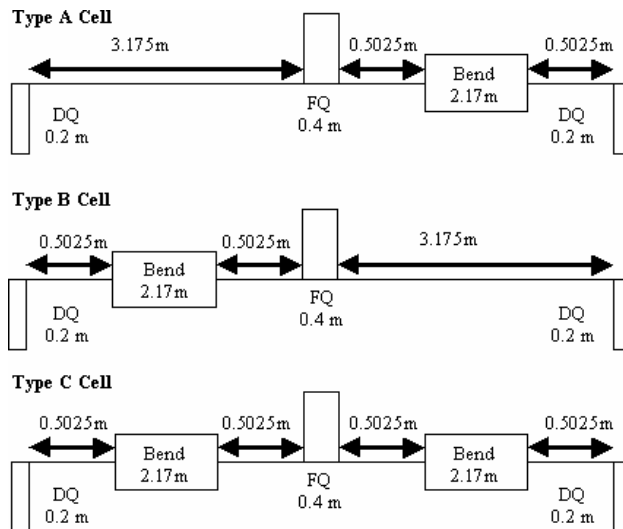 Type A Cell
3.175m
0.5025m
0.5025m
Bend
2.17m
DQ
0.2 m
FQ
0.4 m
DQ
0.2 m
Type B Cell
0.5025m
0.5025m
3.175m
Bend
2.17m
DQ
0.2 m
FQ
0.4 m
DQ
0.2 m
Type C Cell
0.5025m
0.5025m
0.5025m
0.5025m
Bend
2.17m
Bend
2.17m
DQ
0.2 m
FQ
0.4 m
DQ
0.2 m